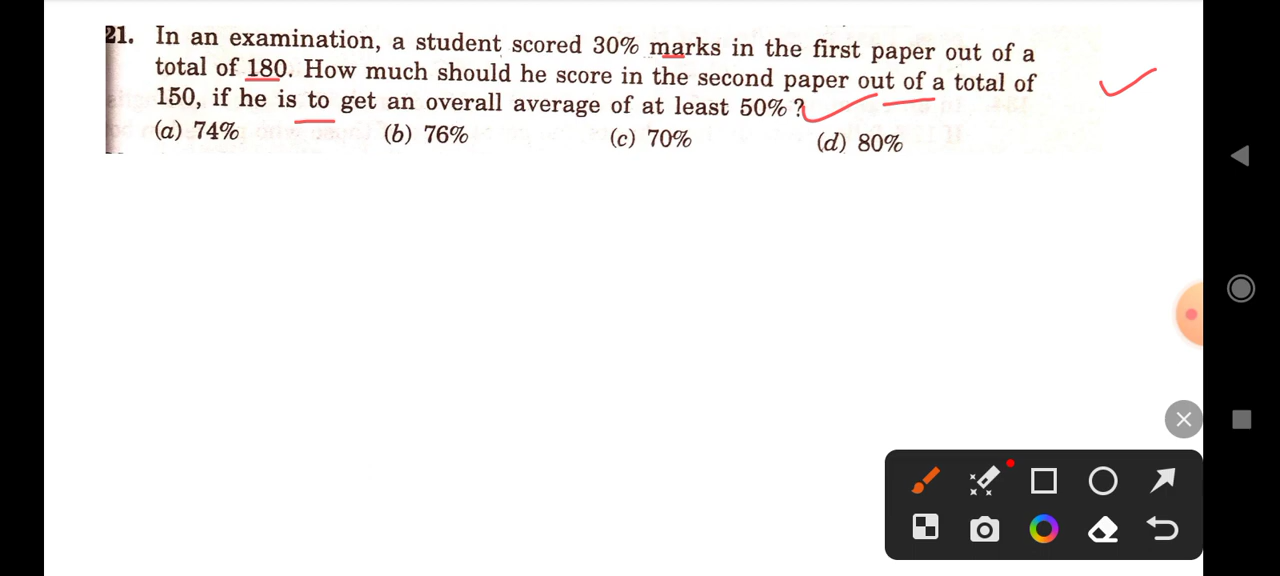 21. In an examination, a student scored 30% marks in the first paper out of a
total of 180. How much should he score in the second paper out of a total of
150, if he is to get an overall average of at least 50% ?
(a) 74% (b) 76% (c) 70% (d) 80%